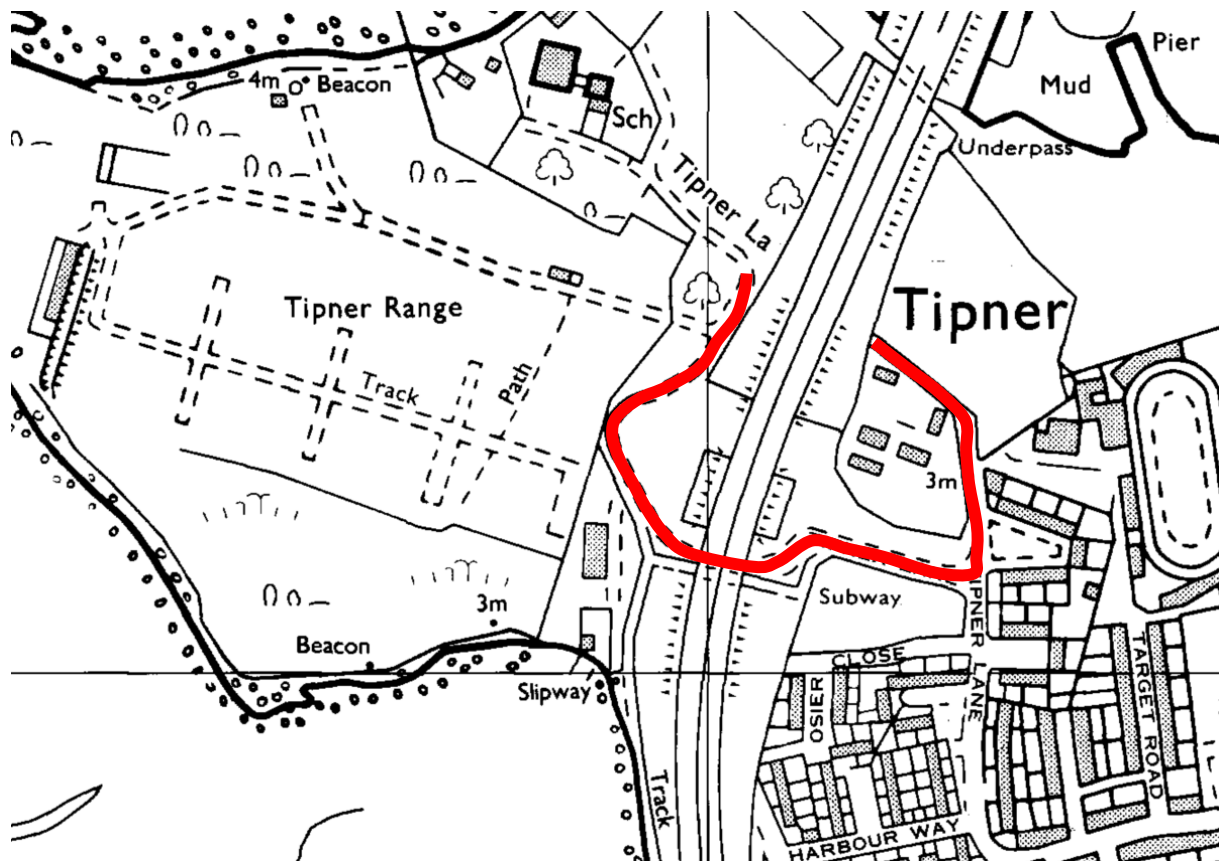 Pier
4m
Beacon
Mud
Sch
Underpass
Tipner La
Tipner Range
Tipner
Track
Path
3m
3m
Subway
IPNER LANE
Beacon
CLOSE
Slipway
OSIER
TARGET ROAD
Track
HARBOUR WAY